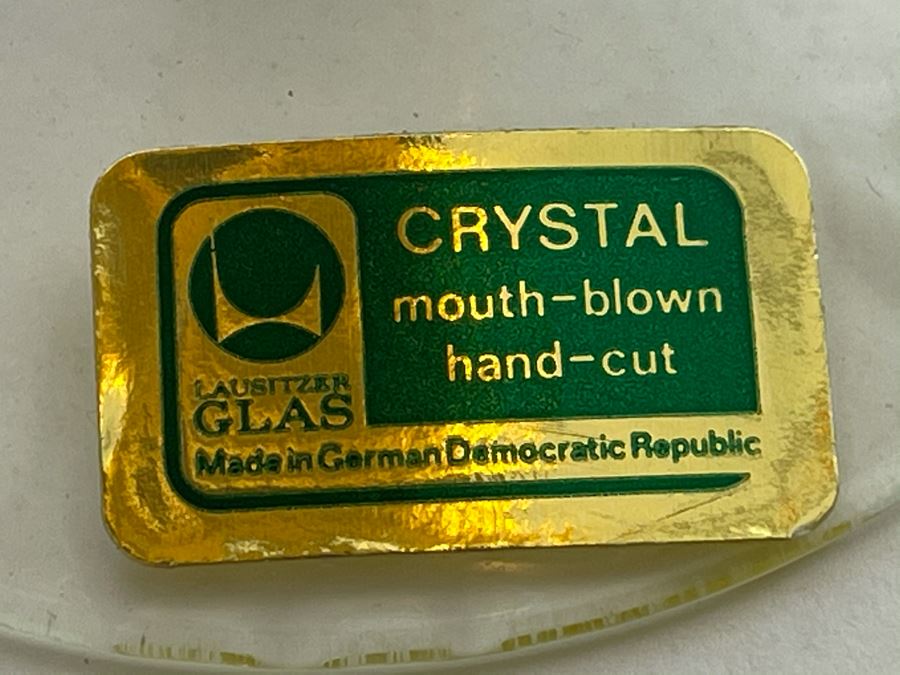 CRYSTAL
mouth-blown
hand-cut
LAUSITZER
GLAS
Made in German Democratic Republic